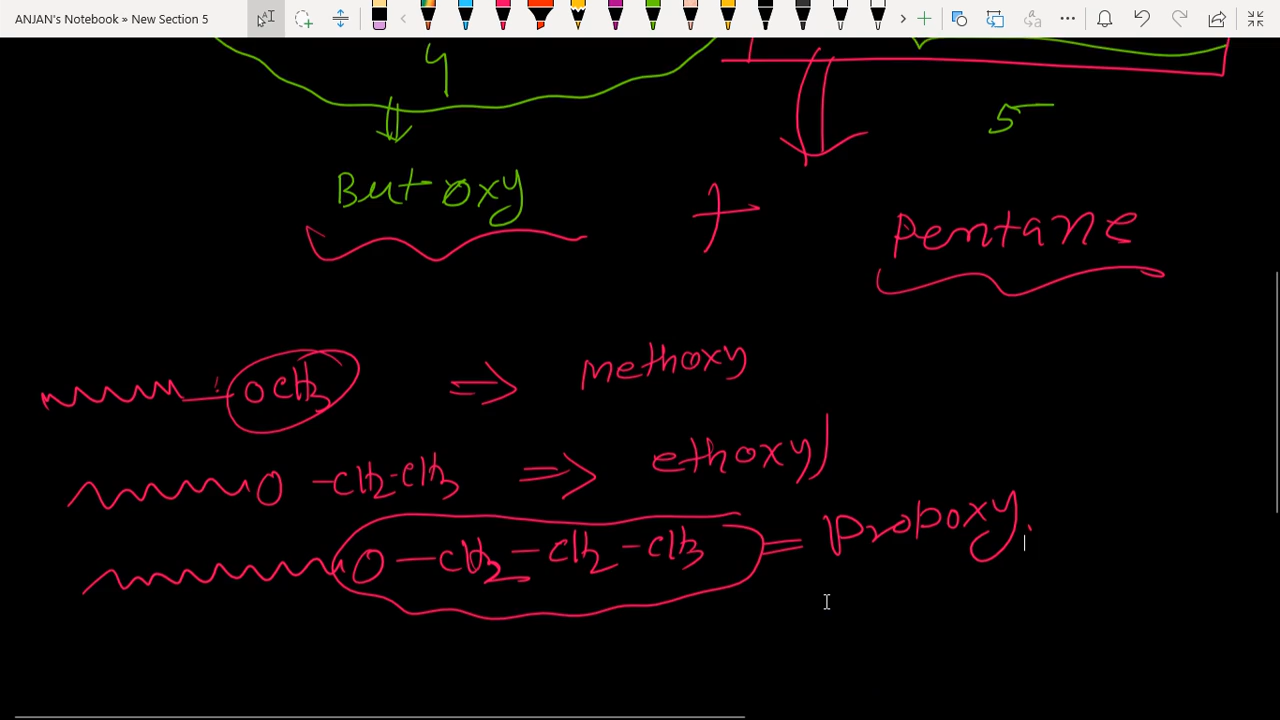 ANJAN's Notebook » New Section 5
4
5
Butoxy + Pentane
OCH3 ⇒ Methoxy
O-CH2-CH3 ⇒ ethoxy
O-CH2-CH2-CH3 = Propoxy.